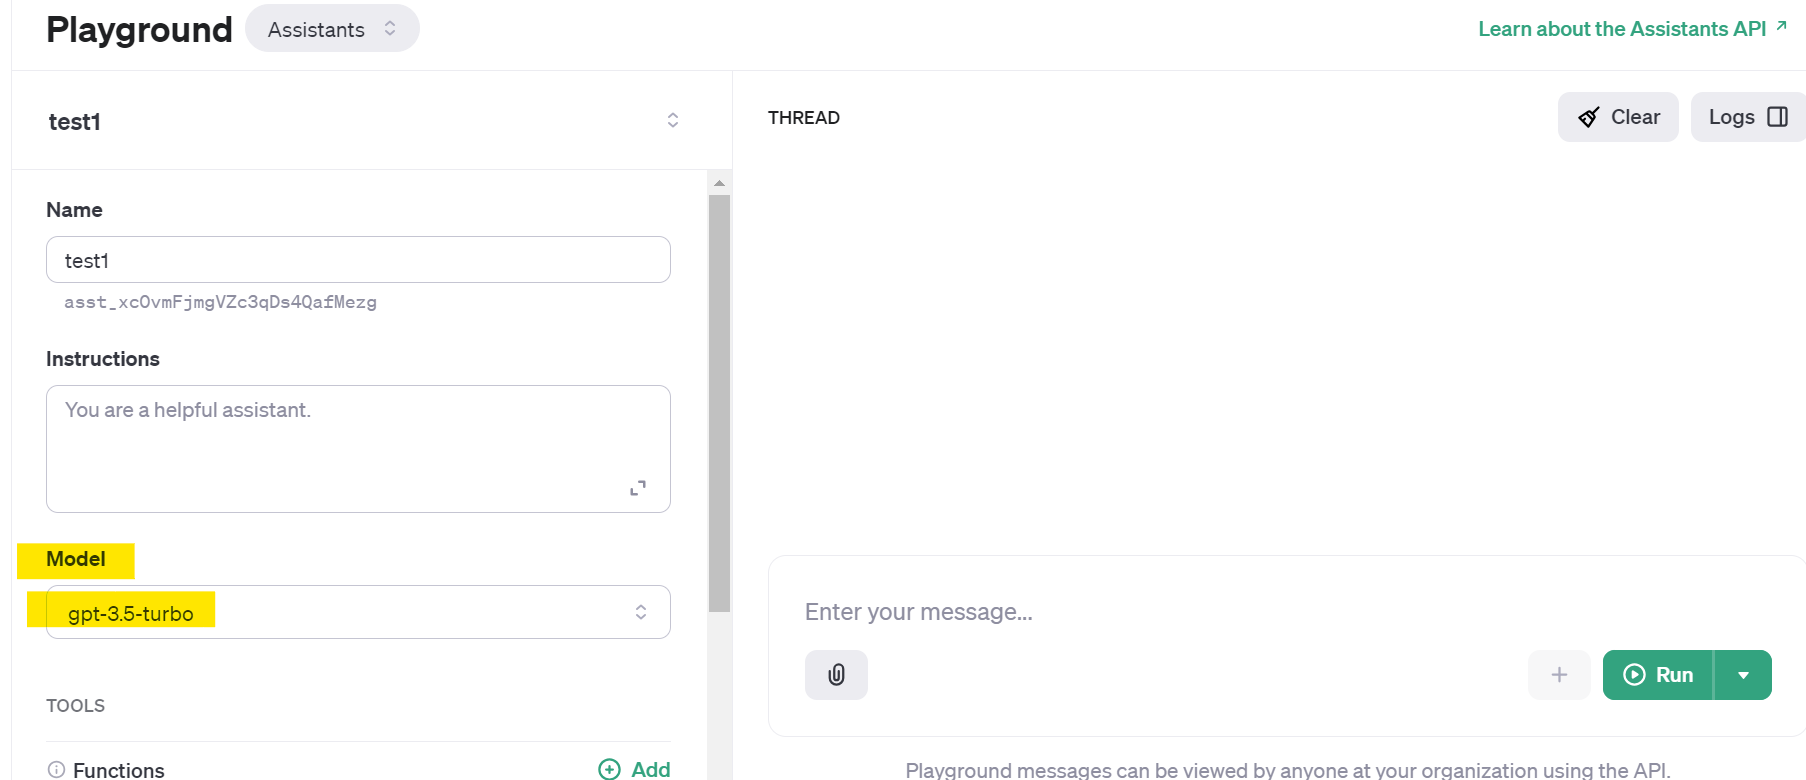 Playground Assistants
Learn about the Assistants API
test1
Name
test1
asst_xcOvmFjmgVZc3qDs4QafMezg
Instructions
You are a helpful assistant.
Model
gpt-3.5-turbo
TOOLS
Functions
Add
THREAD
Clear
Logs
Enter your message...
Run
Playground messages can be viewed by anyone at your organization using the API.